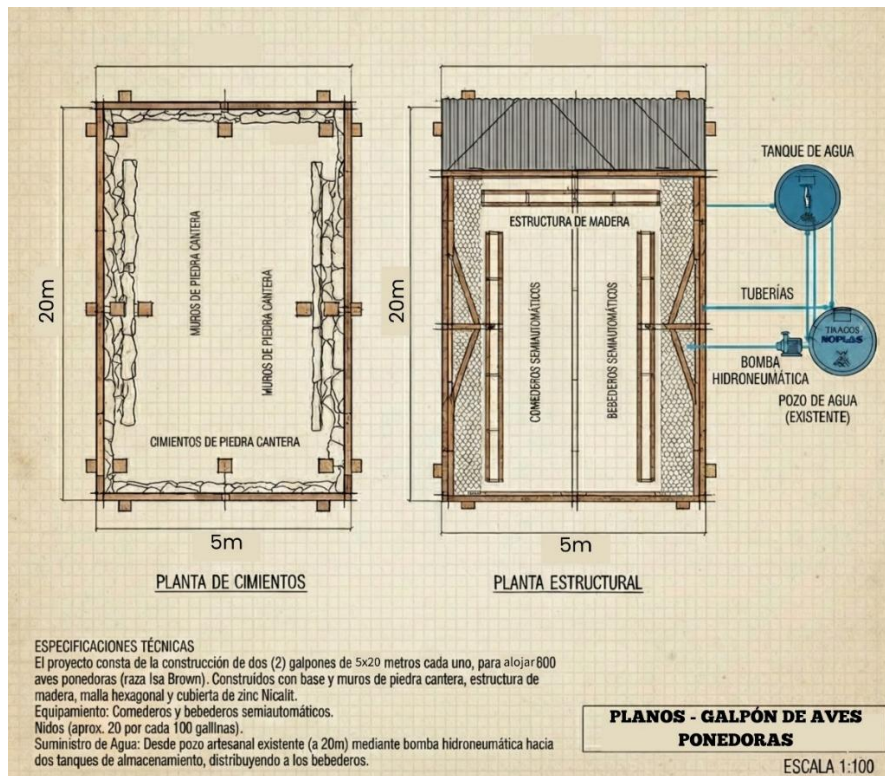 20m
MUROS DE PIEDRA CANTERA
MUROS DE PIEDRA CANTERA
CIMIENTOS DE PIEDRA CANTERA
5m
PLANTA DE CIMIENTOS
20m
ESTRUCTURA DE MADERA
COMEDEROS SEMIAUTOMÁTICOS
BEBEDEROS SEMIAUTOMÁTICOS
5m
PLANTA ESTRUCTURAL
TANQUE DE AGUA
TUBERÍAS
TRACOS
NOPLAS
BOMBA
HIDRONEUMÁTICA
POZO DE AGUA
(EXISTENTE)
ESPECIFICACIONES TÉCNICAS
El proyecto consta de la construcción de dos (2) galpones de 5x20 metros cada uno, para alojar 600
aves ponedoras (raza Isa Brown). Construídos con base y muros de piedra cantera, estructura de
madera, malla hexagonal y cubierta de zinc Nicalit.
Equipamiento: Comederos y bebederos semiautomáticos.
Nidos (aprox. 20 por cada 100 gallinas).
Suministro de Agua: Desde pozo artesanal existente (a 20m) mediante bomba hidroneumática hacia
dos tanques de almacenamiento, distribuyendo a los bebederos.
PLANOS - GALPÓN DE AVES
PONEDORAS
ESCALA 1:100